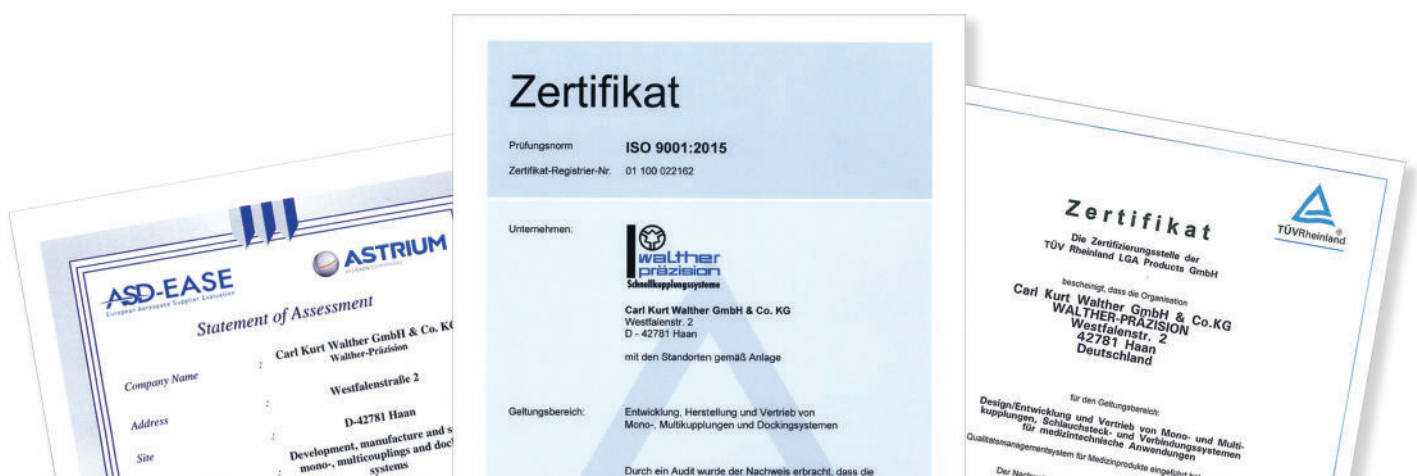 ASD-EASE
European Aerospace Supplier Evaluation
ASTRIUM
Statement of Assessment
Company Name
:
Carl Kurt Walther GmbH & Co. KG
Walther-Präzision
Address
:
Westfalenstraße 2
Site
:
D-42781 Haan
:
Development, manufacture and
mono-, multicouplings and
systems
Zertifikat
Prüfungsnorm
ISO 9001:2015
Zertifikat-Registrier-Nr.
01 100 022162
Unternehmen:
walther
präzision
Schnellkupplungssysteme
Carl Kurt Walther GmbH & Co. KG
Westfalenstr. 2
D - 42781 Haan
mit den Standorten gemäß Anlage
Geltungsbereich:
Entwicklung, Herstellung und Vertrieb von
Mono-, Multikupplungen und Dockingsystemen
Durch ein Audit wurde der Nachweis erbracht, dass die
TÜVRheinland
®
Zertifikat
Die Zertifizierungsstelle der
TÜV Rheinland LGA Products GmbH
bescheinigt, dass die Organisation
Carl Kurt Walther GmbH & Co.KG
WALTHER-PRÄZISION
Westfalenstr. 2
42781 Haan
Deutschland
für den Geltungsbereich:
Design/Entwicklung und Vertrieb von Mono- und Multi-
kupplungen, Schlauchsteck- und Verbindungssystemen
für medizintechnische Anwendungen
Qualitätsmanagementsystem für Medizinprodukte eingeführt
Der